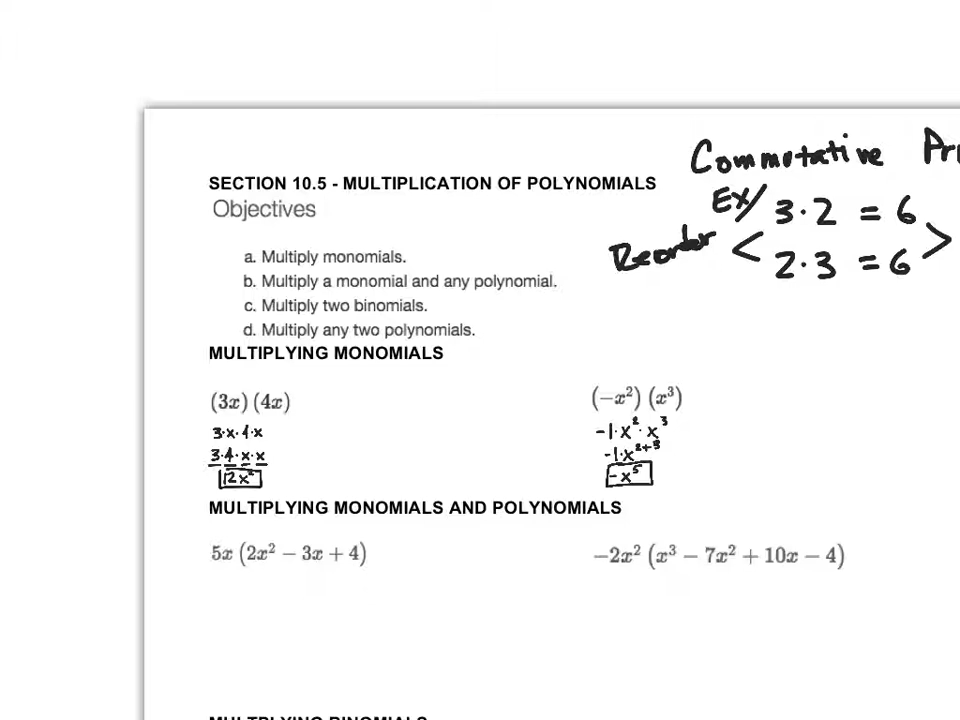 Commutative
SECTION 10.5 - MULTIPLICATION OF POLYNOMIALS
Ex/ 3·2 = 6
Objectives
Reorder < 2·3 = 6 >
a. Multiply monomials.
b. Multiply a monomial and any polynomial.
c. Multiply two binomials.
d. Multiply any two polynomials.
MULTIPLYING MONOMIALS
(3x)(4x)
3·x·4·x
3·4·x·x
12x²
(−x²)(x³)
-1·x²·x³
-1·x²⁺³
-x⁵
MULTIPLYING MONOMIALS AND POLYNOMIALS
5x (2x² − 3x + 4)
−2x² (x³ − 7x² + 10x − 4)